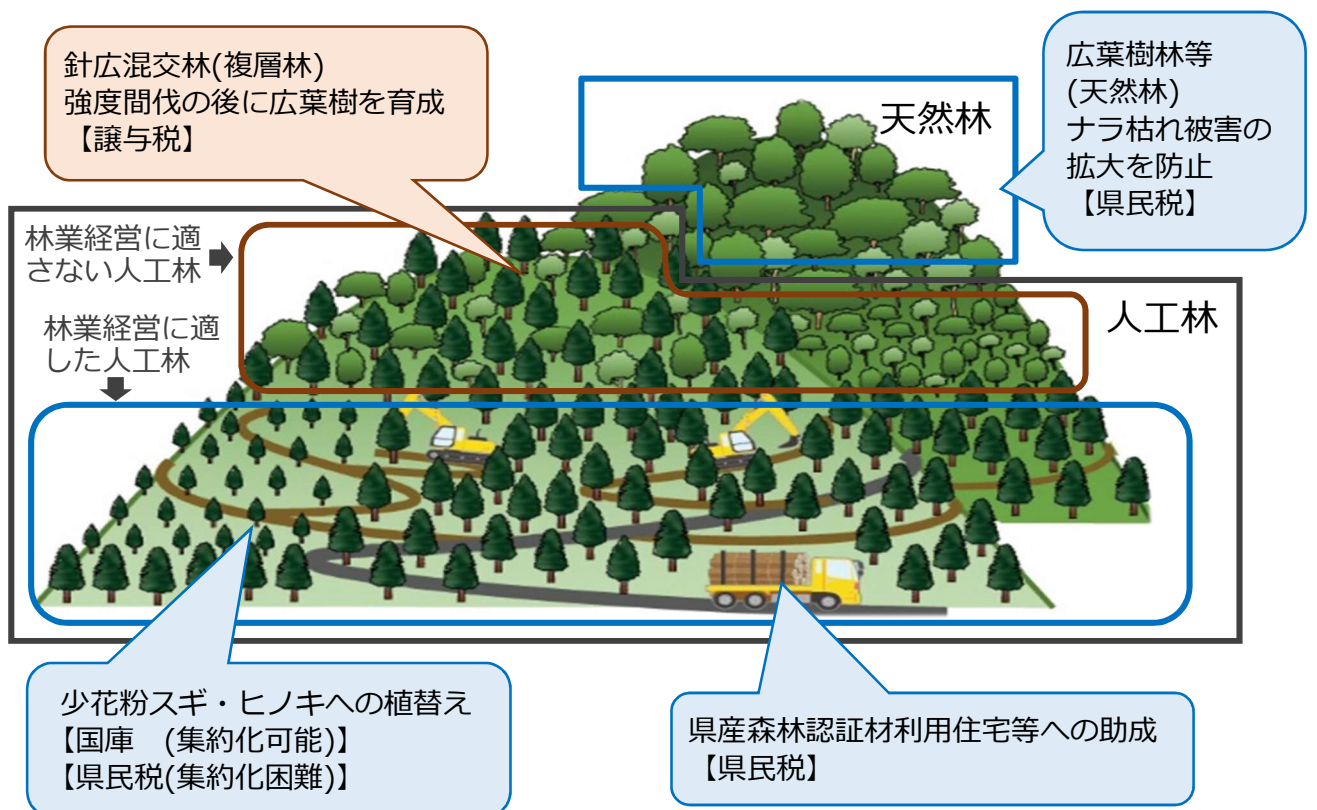 針広混交林(複層林)
強度間伐の後に広葉樹を育成
【譲与税】
広葉樹林等
(天然林)
ナラ枯れ被害の
拡大を防止
【県民税】
天然林
林業経営に適
さない人工林
人工林
林業経営に適
した人工林
少花粉スギ・ヒノキへの植替え
【国庫　(集約化可能)】
【県民税(集約化困難)】
県産森林認証材利用住宅等への助成
【県民税】